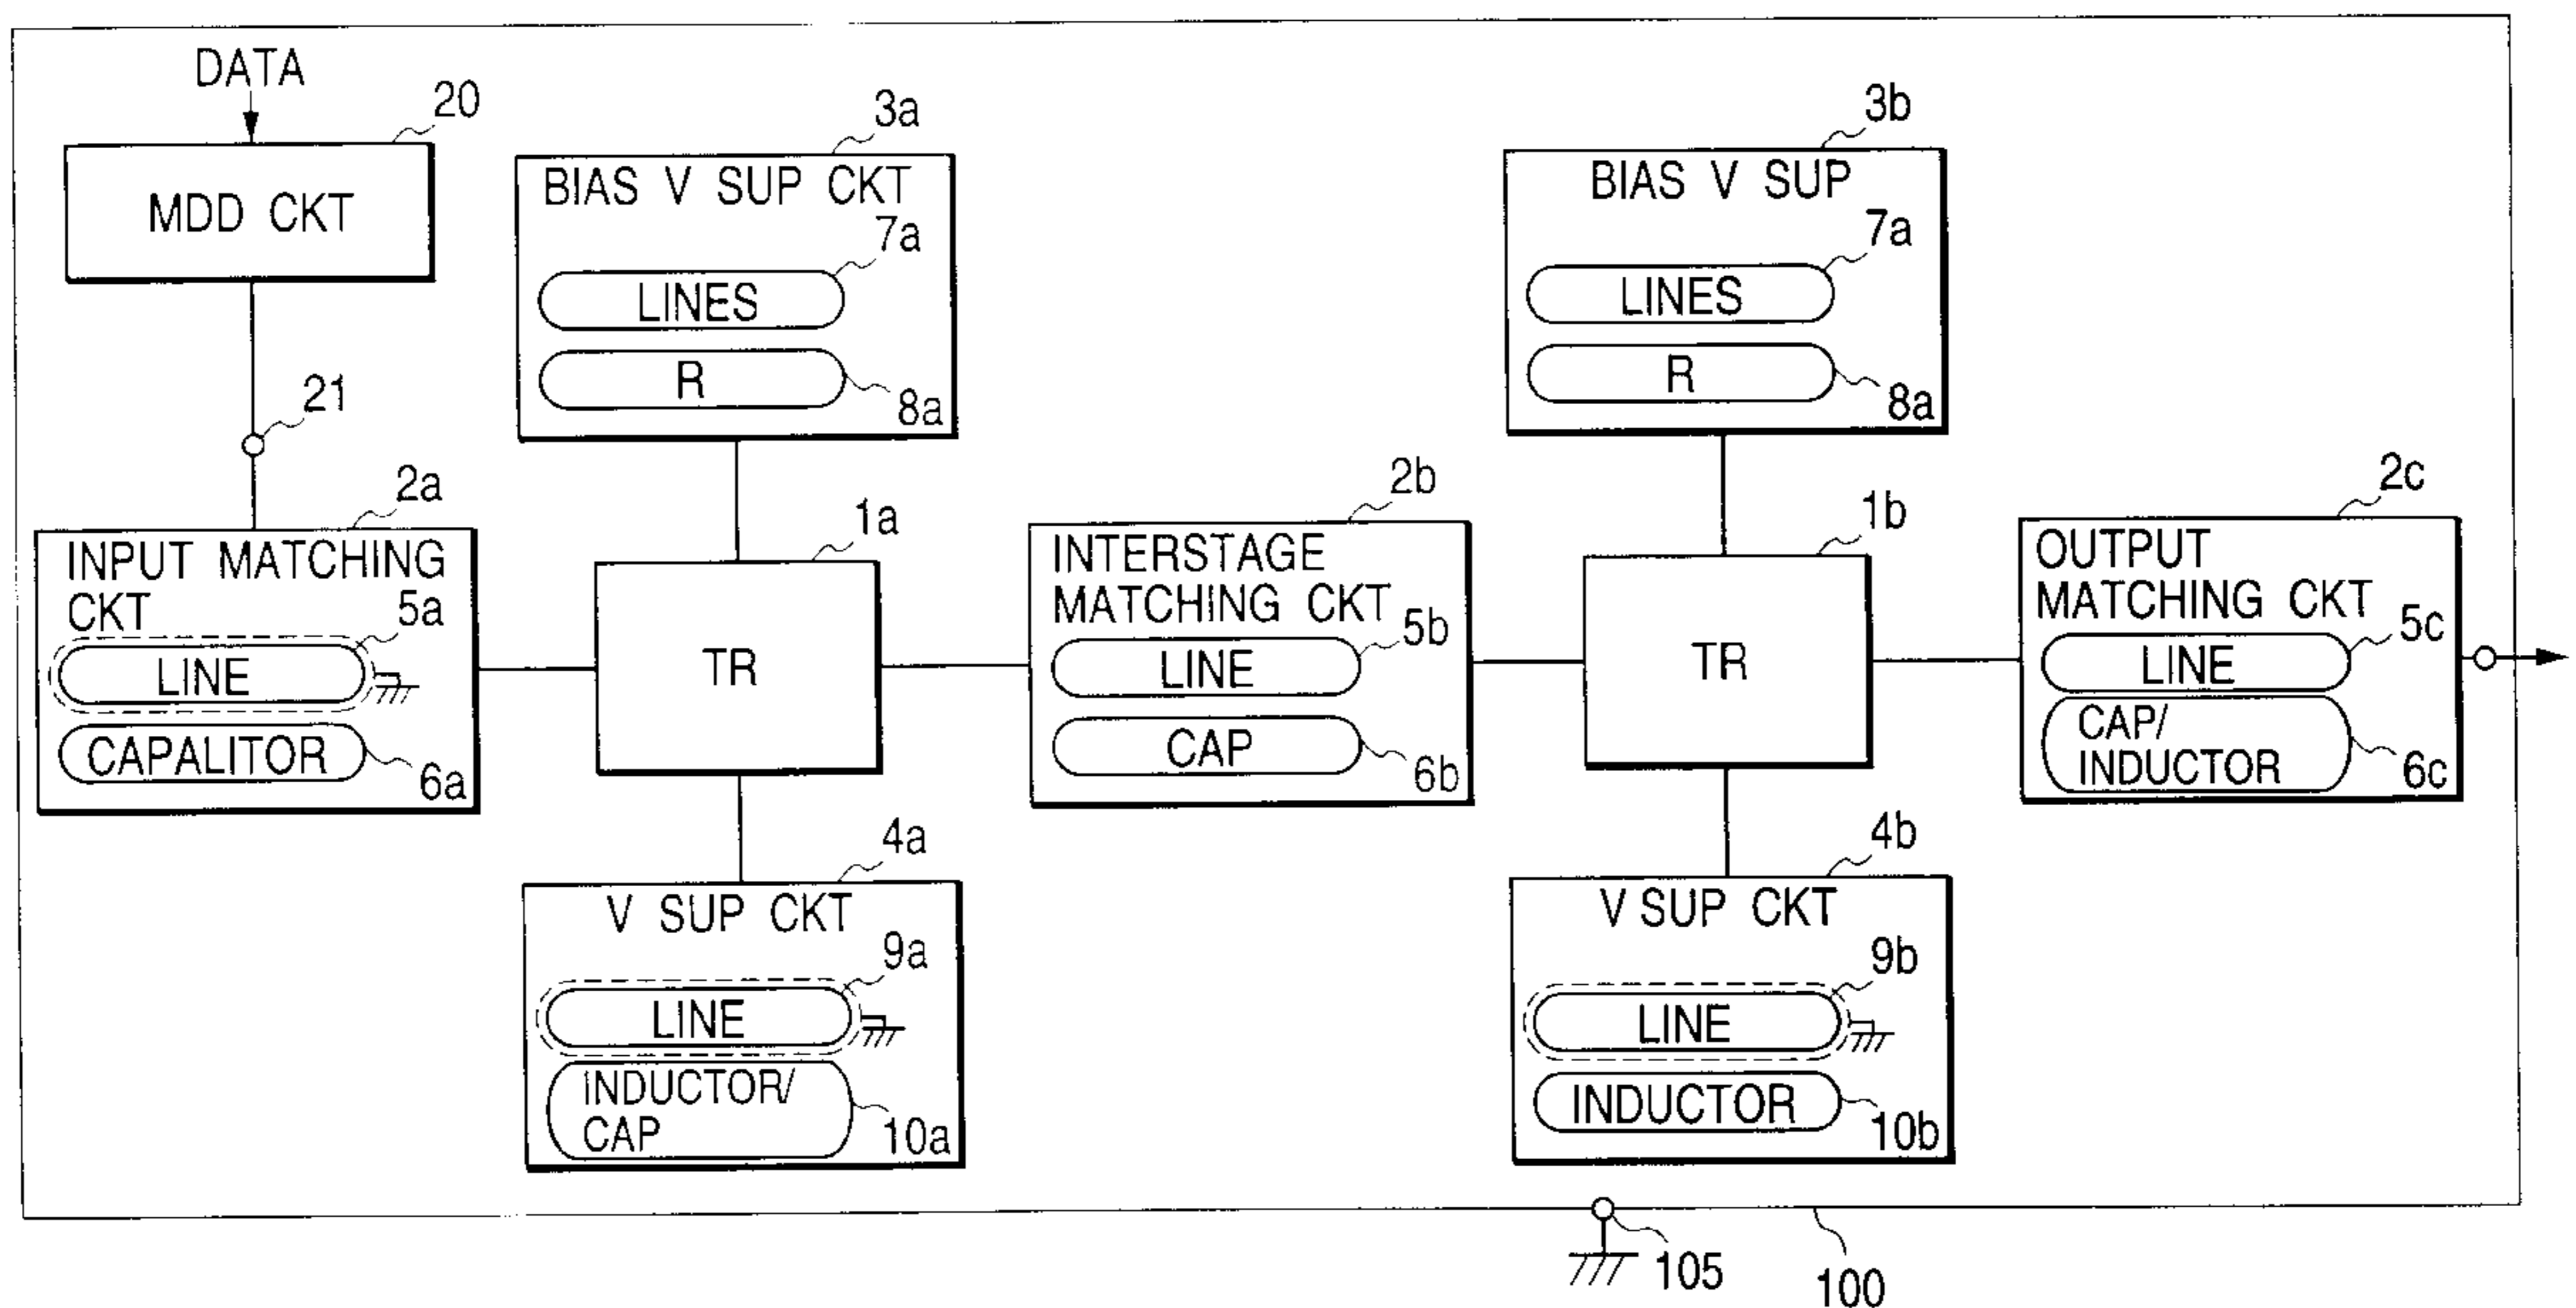 DATA
20
MDD CKT
21
3a
BIAS V SUP CKT
7a
LINES
R
8a
3b
BIAS V SUP
7a
LINES
R
8a
2a
INPUT MATCHING
CKT
5a
LINE
CAPALITOR
6a
1a
TR
2b
INTERSTAGE
MATCHING CKT
5b
LINE
CAP
6b
1b
TR
2c
OUTPUT
MATCHING CKT
5c
LINE
CAP/
INDUCTOR
6c
4a
V SUP CKT
9a
LINE
INDUCTOR/
CAP
10a
4b
V SUP CKT
9b
LINE
INDUCTOR
10b
105
100